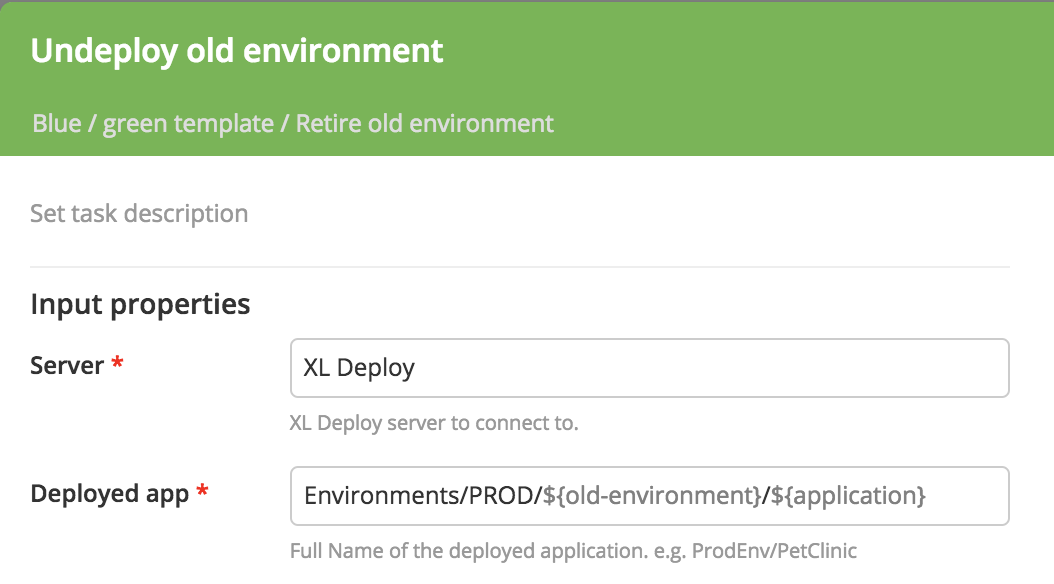 Undeploy old environment
Blue / green template / Retire old environment
Set task description
Input properties
Server *
XL Deploy
XL Deploy server to connect to.
Deployed app *
Environments/PROD/${old-environment}/${application}
Full Name of the deployed application. e.g. ProdEnv/PetClinic